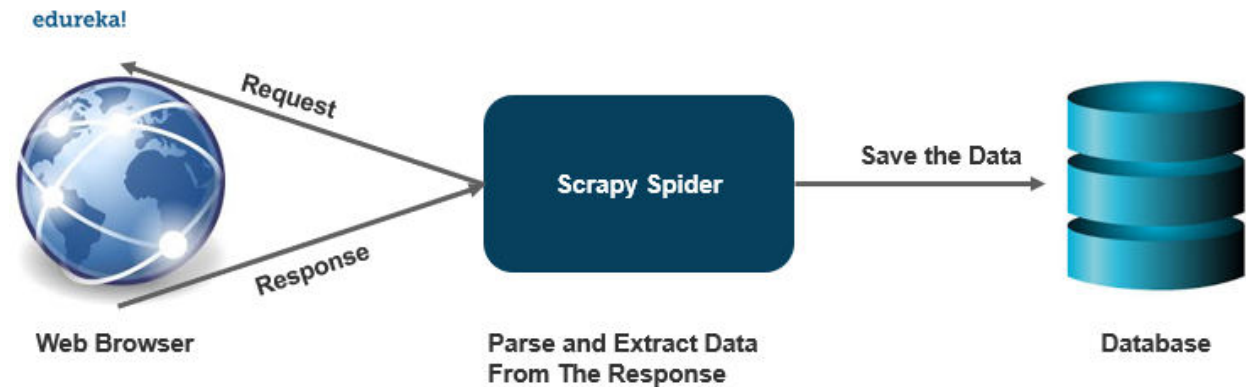 edureka!
Request
Response
Scrapy Spider
Save the Data
Web Browser
Parse and Extract Data
From The Response
Database